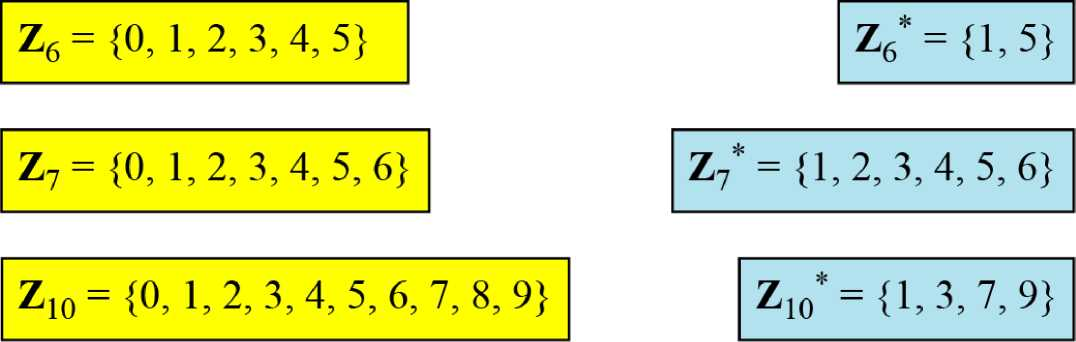 Z₆ = {0, 1, 2, 3, 4, 5}
Z₆* = {1, 5}
Z₇ = {0, 1, 2, 3, 4, 5, 6}
Z₇* = {1, 2, 3, 4, 5, 6}
Z₁₀ = {0, 1, 2, 3, 4, 5, 6, 7, 8, 9}
Z₁₀* = {1, 3, 7, 9}